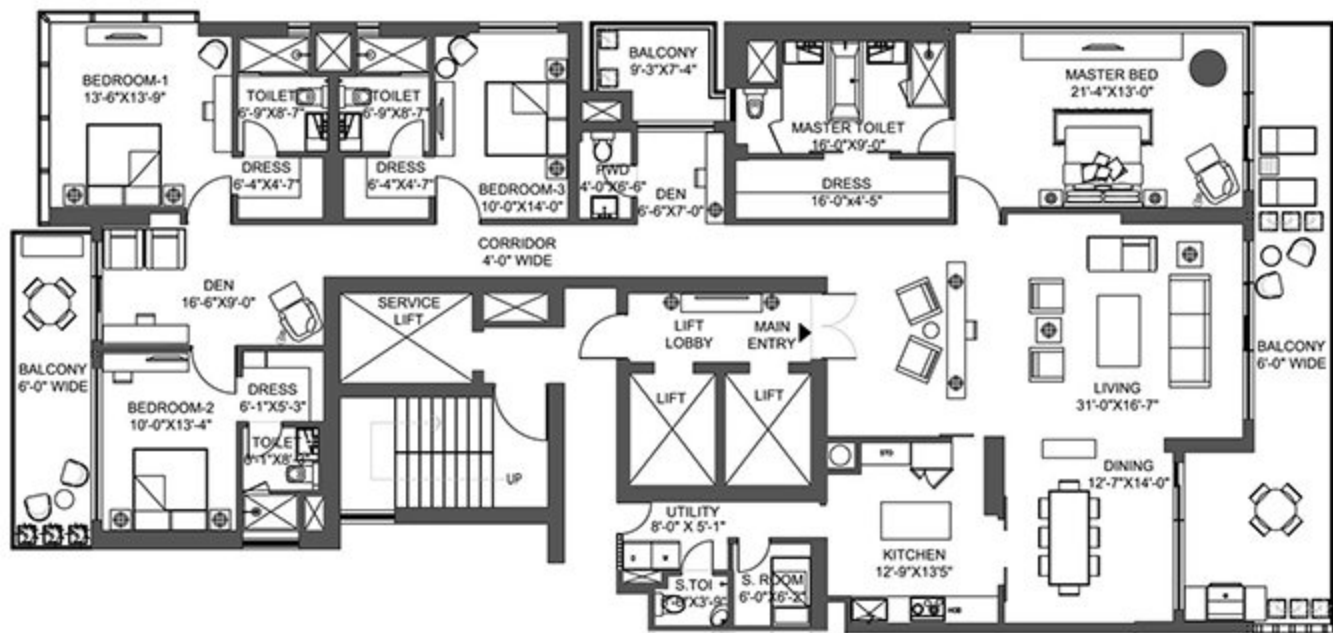 BEDROOM-1
13'-6"X13'-9"
TOILET
6'-9"X8'-7"
TOILET
6'-9"X8'-7"
DRESS
6'-4"X4'-7"
DRESS
6'-4"X4'-7"
BEDROOM-3
10'-0"X14'-0"
BALCONY
9'-3"X7'-4"
PWD
4'-0"X6'-6"
DEN
6'-6"X7'-0"
MASTER TOILET
16'-0"X9'-0"
DRESS
16'-0"x4'-5"
MASTER BED
21'-4"X13'-0"
CORRIDOR
4'-0" WIDE
DEN
16'-6"X9'-0"
SERVICE
LIFT
LIFT
LOBBY
MAIN
ENTRY
BALCONY
6'-0" WIDE
BALCONY
6'-0" WIDE
LIVING
31'-0"X16'-7"
BEDROOM-2
10'-0"X13'-4"
DRESS
6'-1"X5'-3"
TOILET
LIFT
LIFT
UP
STO
DINING
12'-7"X14'-0"
UTILITY
8'-0" X 5'-1"
KITCHEN
12'-9"X13'5"
S.TOI
S. ROOM
6'-0"X6'-2"
HOB